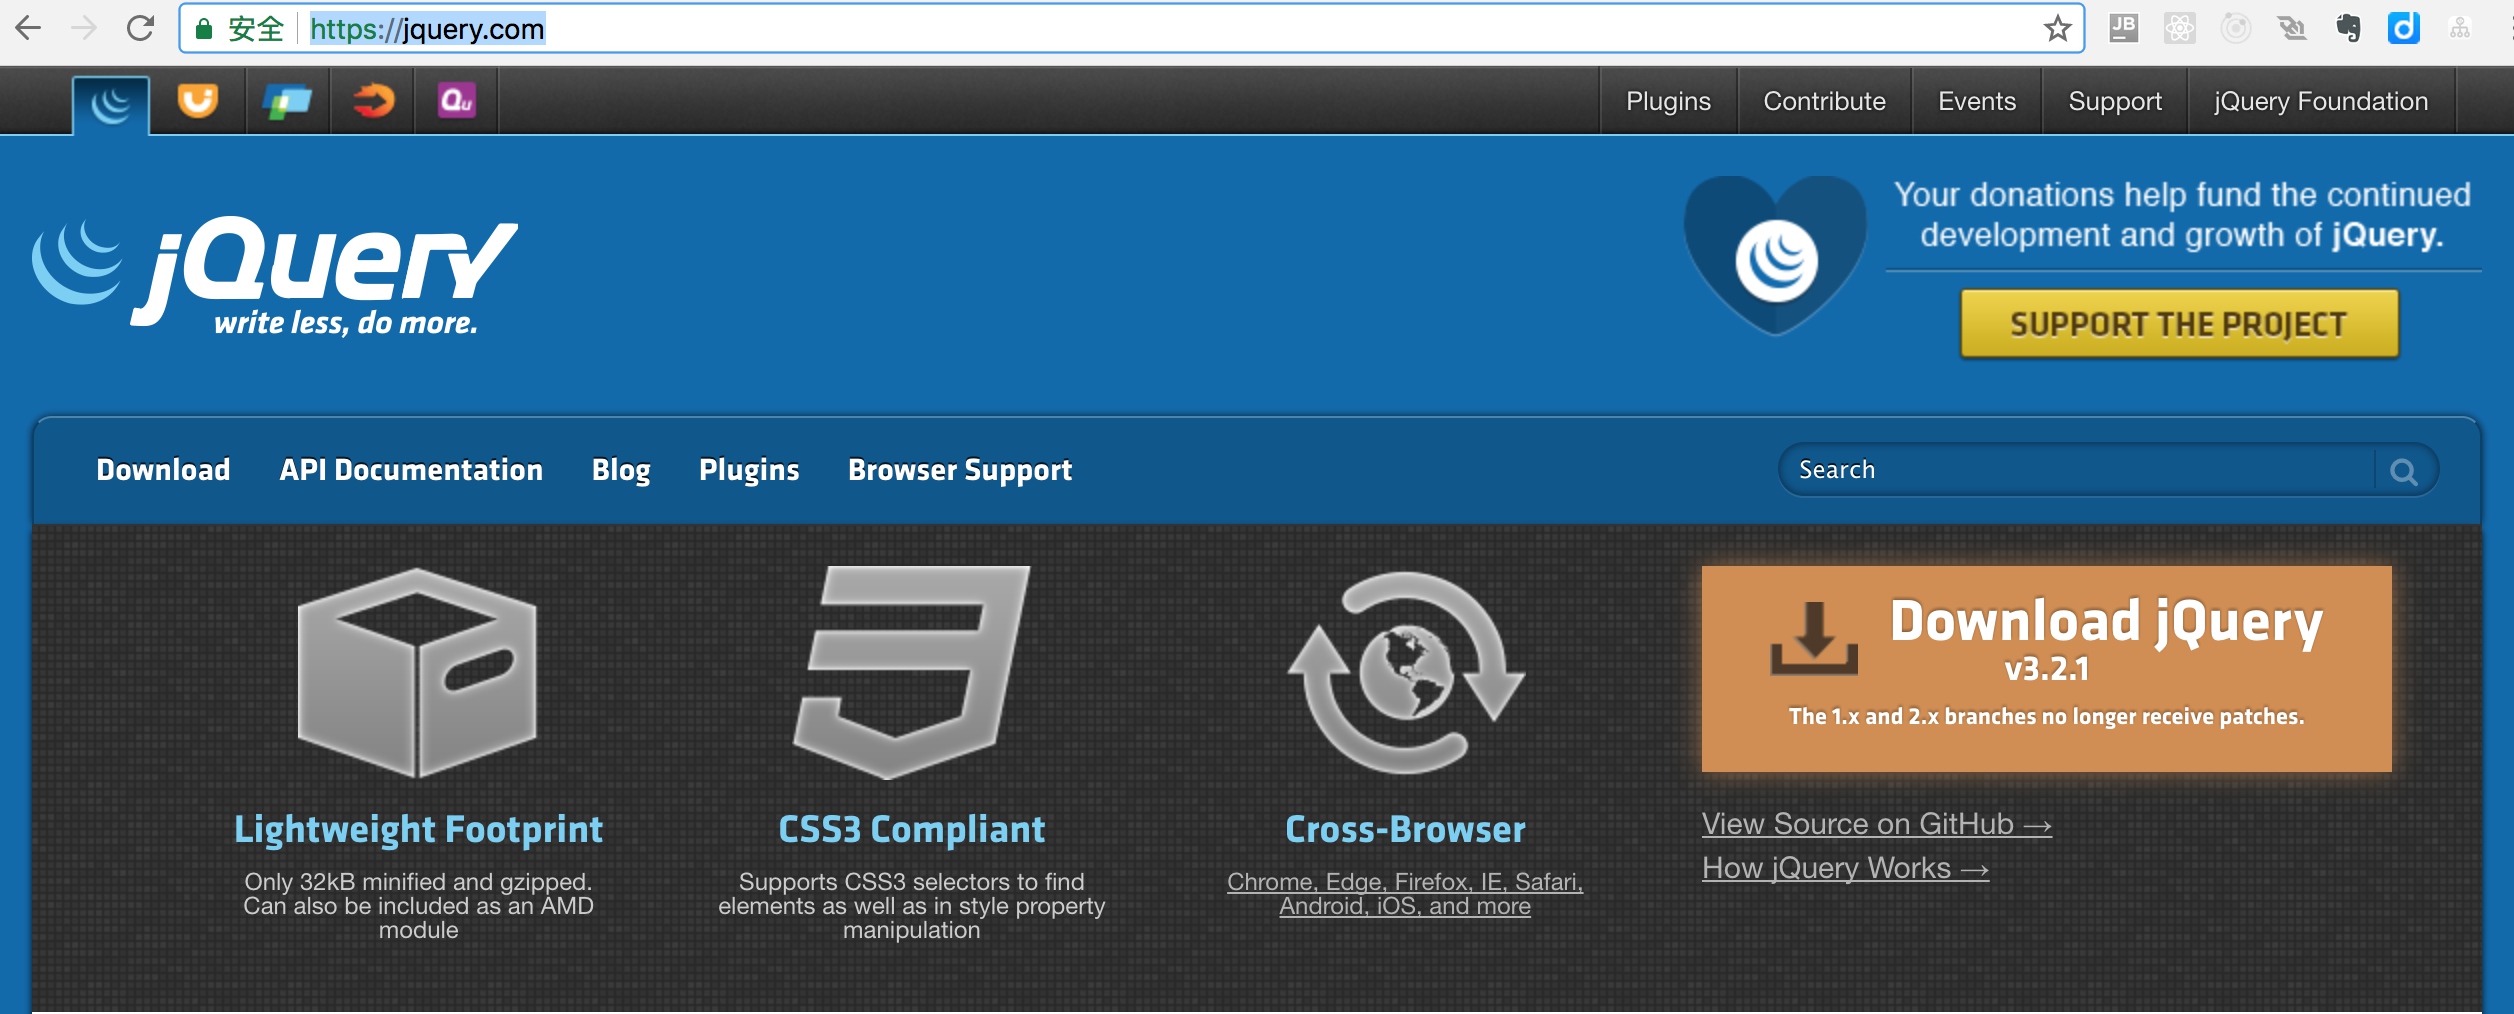 安全 https://jquery.com
JB
Qu
Plugins Contribute Events Support jQuery Foundation
jQuery
write less, do more.
Your donations help fund the continued
development and growth of jQuery.
SUPPORT THE PROJECT
Download API Documentation Blog Plugins Browser Support Search
Lightweight Footprint
Only 32kB minified and gzipped.
Can also be included as an AMD
module
CSS3 Compliant
Supports CSS3 selectors to find
elements as well as in style property
manipulation
Cross-Browser
Chrome, Edge, Firefox, IE, Safari,
Android, iOS, and more
Download jQuery
v3.2.1
The 1.x and 2.x branches no longer receive patches.
View Source on GitHub →
How jQuery Works →